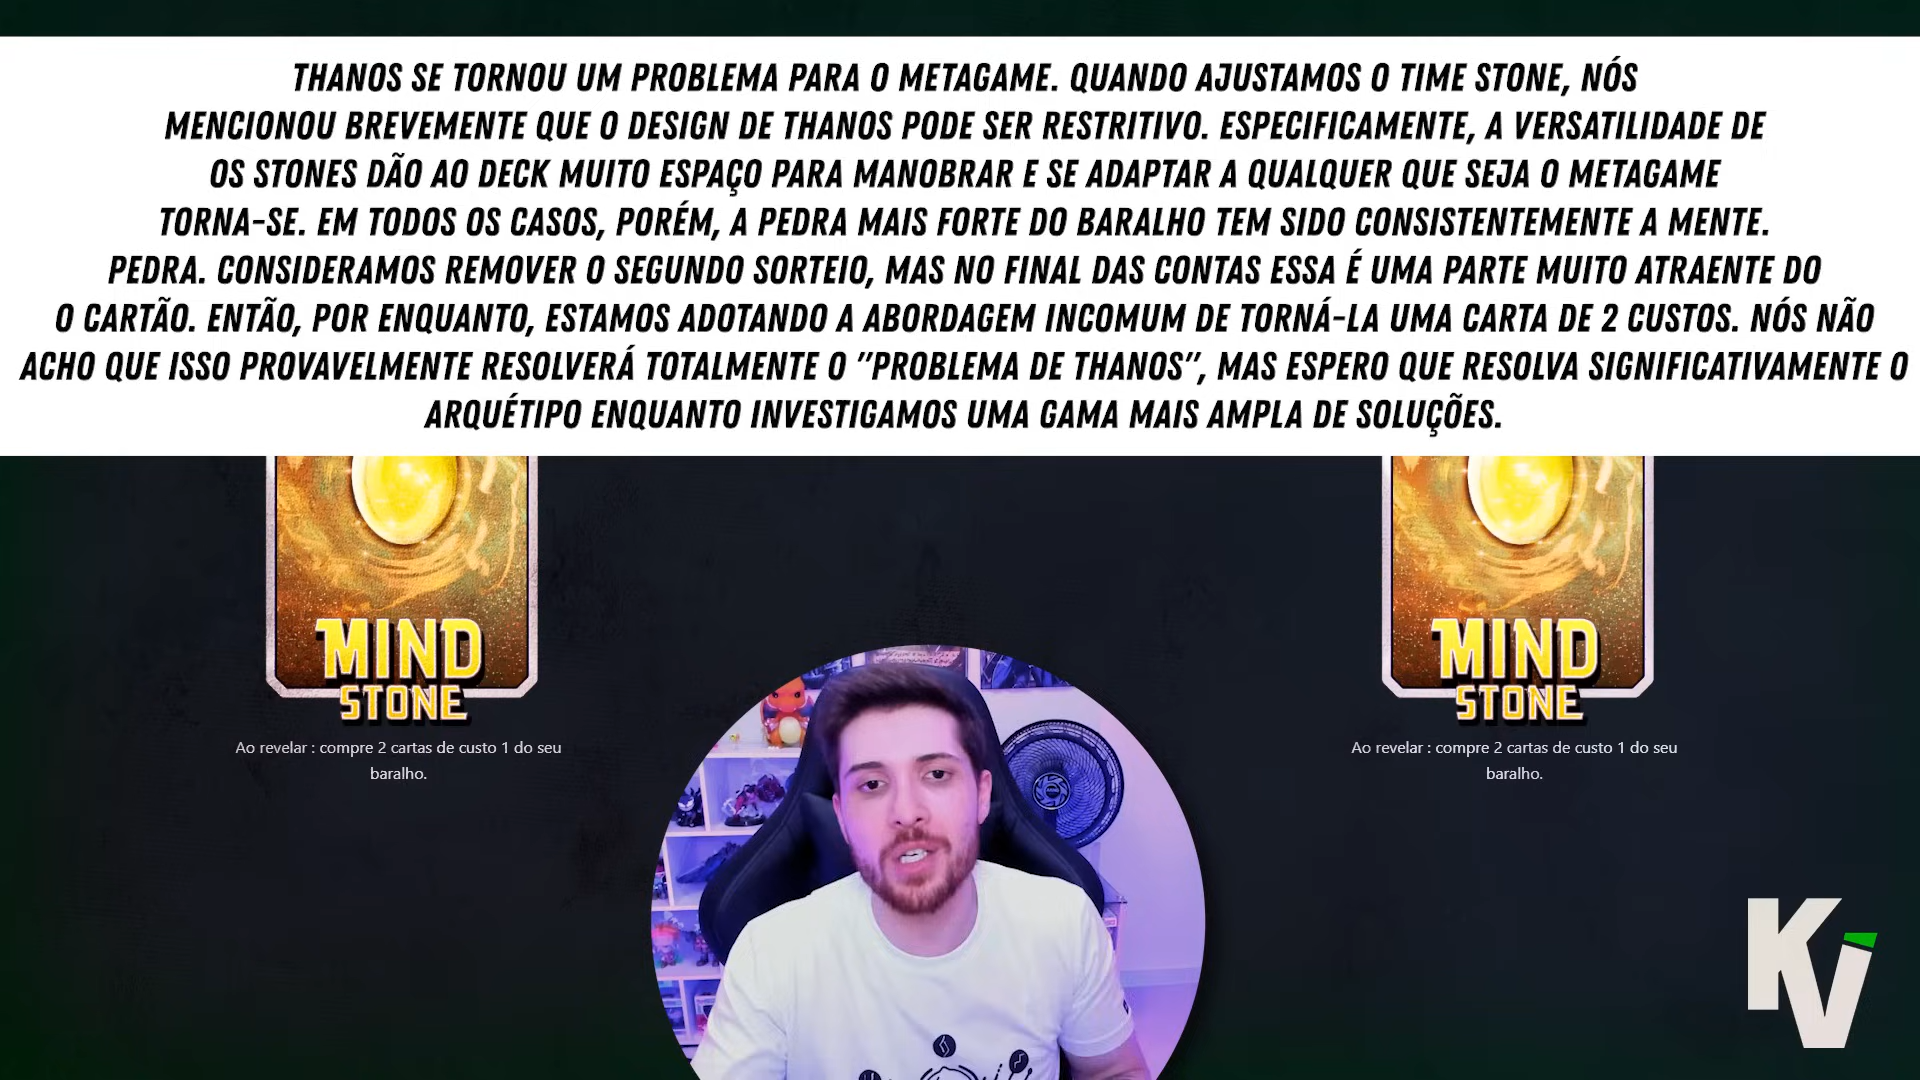 THANOS SE TORNOU UM PROBLEMA PARA O METAGAME. QUANDO AJUSTAMOS O TIME STONE, NÓS
MENCIONOU BREVEMENTE QUE O DESIGN DE THANOS PODE SER RESTRITIVO. ESPECIFICAMENTE, A VERSATILIDADE DE
OS STONES DÃO AO DECK MUITO ESPAÇO PARA MANOBRAR E SE ADAPTAR A QUALQUER QUE SEJA O METAGAME
TORNA-SE. EM TODOS OS CASOS, PORÉM, A PEDRA MAIS FORTE DO BARALHO TEM SIDO CONSISTENTEMENTE A MENTE.
PEDRA. CONSIDERAMOS REMOVER O SEGUNDO SORTEIO, MAS NO FINAL DAS CONTAS ESSA É UMA PARTE MUITO ATRAENTE DO
O CARTÃO. ENTÃO, POR ENQUANTO, ESTAMOS ADOTANDO A ABORDAGEM INCOMUM DE TORNÁ-LA UMA CARTA DE 2 CUSTOS. NÓS NÃO
ACHO QUE ISSO PROVAVELMENTE RESOLVERÁ TOTALMENTE O "PROBLEMA DE THANOS", MAS ESPERO QUE RESOLVA SIGNIFICATIVAMENTE O
ARQUÉTIPO ENQUANTO INVESTIGAMOS UMA GAMA MAIS AMPLA DE SOLUÇÕES.
MIND
STONE
Ao revelar : compre 2 cartas de custo 1 do seu
baralho.
MIND
STONE
Ao revelar : compre 2 cartas de custo 1 do seu
baralho.
KV